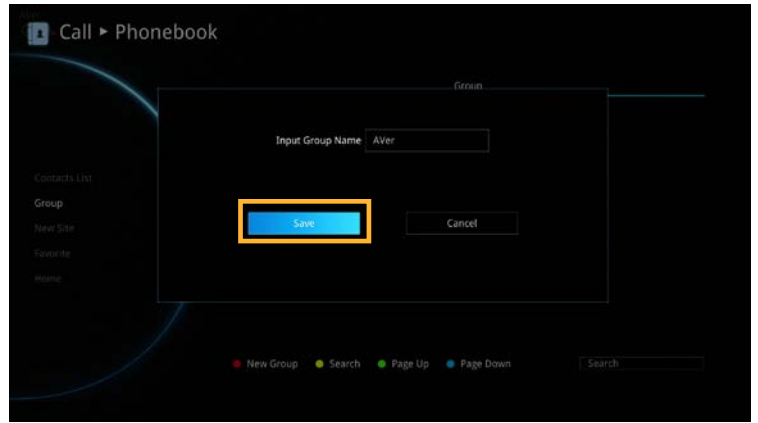 AVer
Call ▸ Phonebook
Group
Input Group Name AVer
Contacts List
Group
New Site
Favorite
Home
Save Cancel
New Group Search Page Up Page Down Search